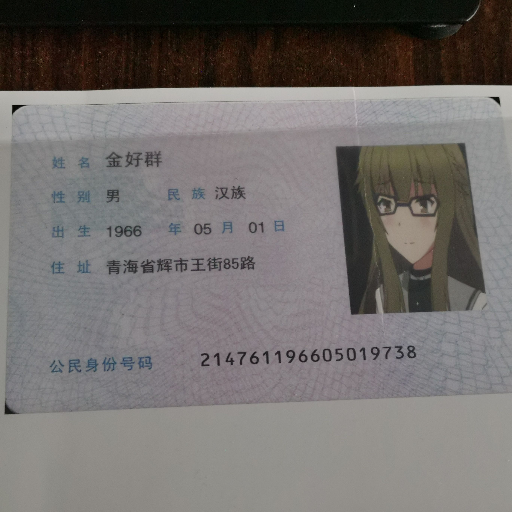 姓名 金好群
性别 男 民族 汉族
出生 1966 年 05 月 01 日
住址 青海省辉市王街85路
公民身份号码 214761196605019738